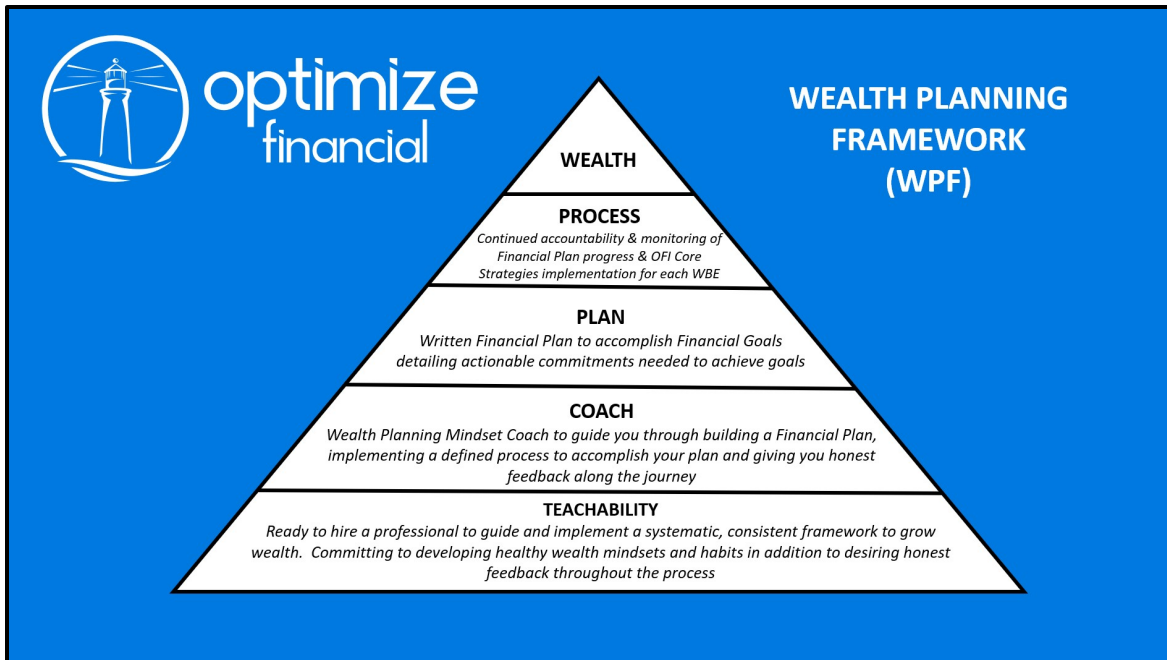 optimize
financial
WEALTH PLANNING
FRAMEWORK
(WPF)
WEALTH
PROCESS
Continued accountability & monitoring of
Financial Plan progress & OFI Core
Strategies implementation for each WBE
PLAN
Written Financial Plan to accomplish Financial Goals
detailing actionable commitments needed to achieve goals
COACH
Wealth Planning Mindset Coach to guide you through building a Financial Plan,
implementing a defined process to accomplish your plan and giving you honest
feedback along the journey
TEACHABILITY
Ready to hire a professional to guide and implement a systematic, consistent framework to grow
wealth.  Committing to developing healthy wealth mindsets and habits in addition to desiring honest
feedback throughout the process